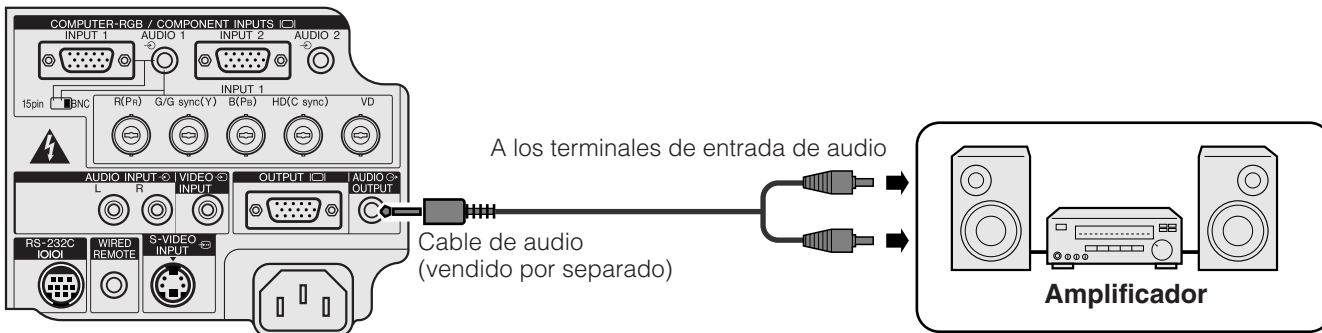 COMPUTER-RGB / COMPONENT INPUTS
INPUT 1 AUDIO 1 INPUT 2 AUDIO 2
INPUT 1
15pin BNC R(PR) G/G sync(Y) B(PB) HD(C sync) VD
AUDIO INPUT VIDEO INPUT OUTPUT AUDIO OUTPUT
L R
RS-232C WIRED REMOTE S-VIDEO INPUT
IOIOI
A los terminales de entrada de audio
Cable de audio
(vendido por separado)
Amplificador